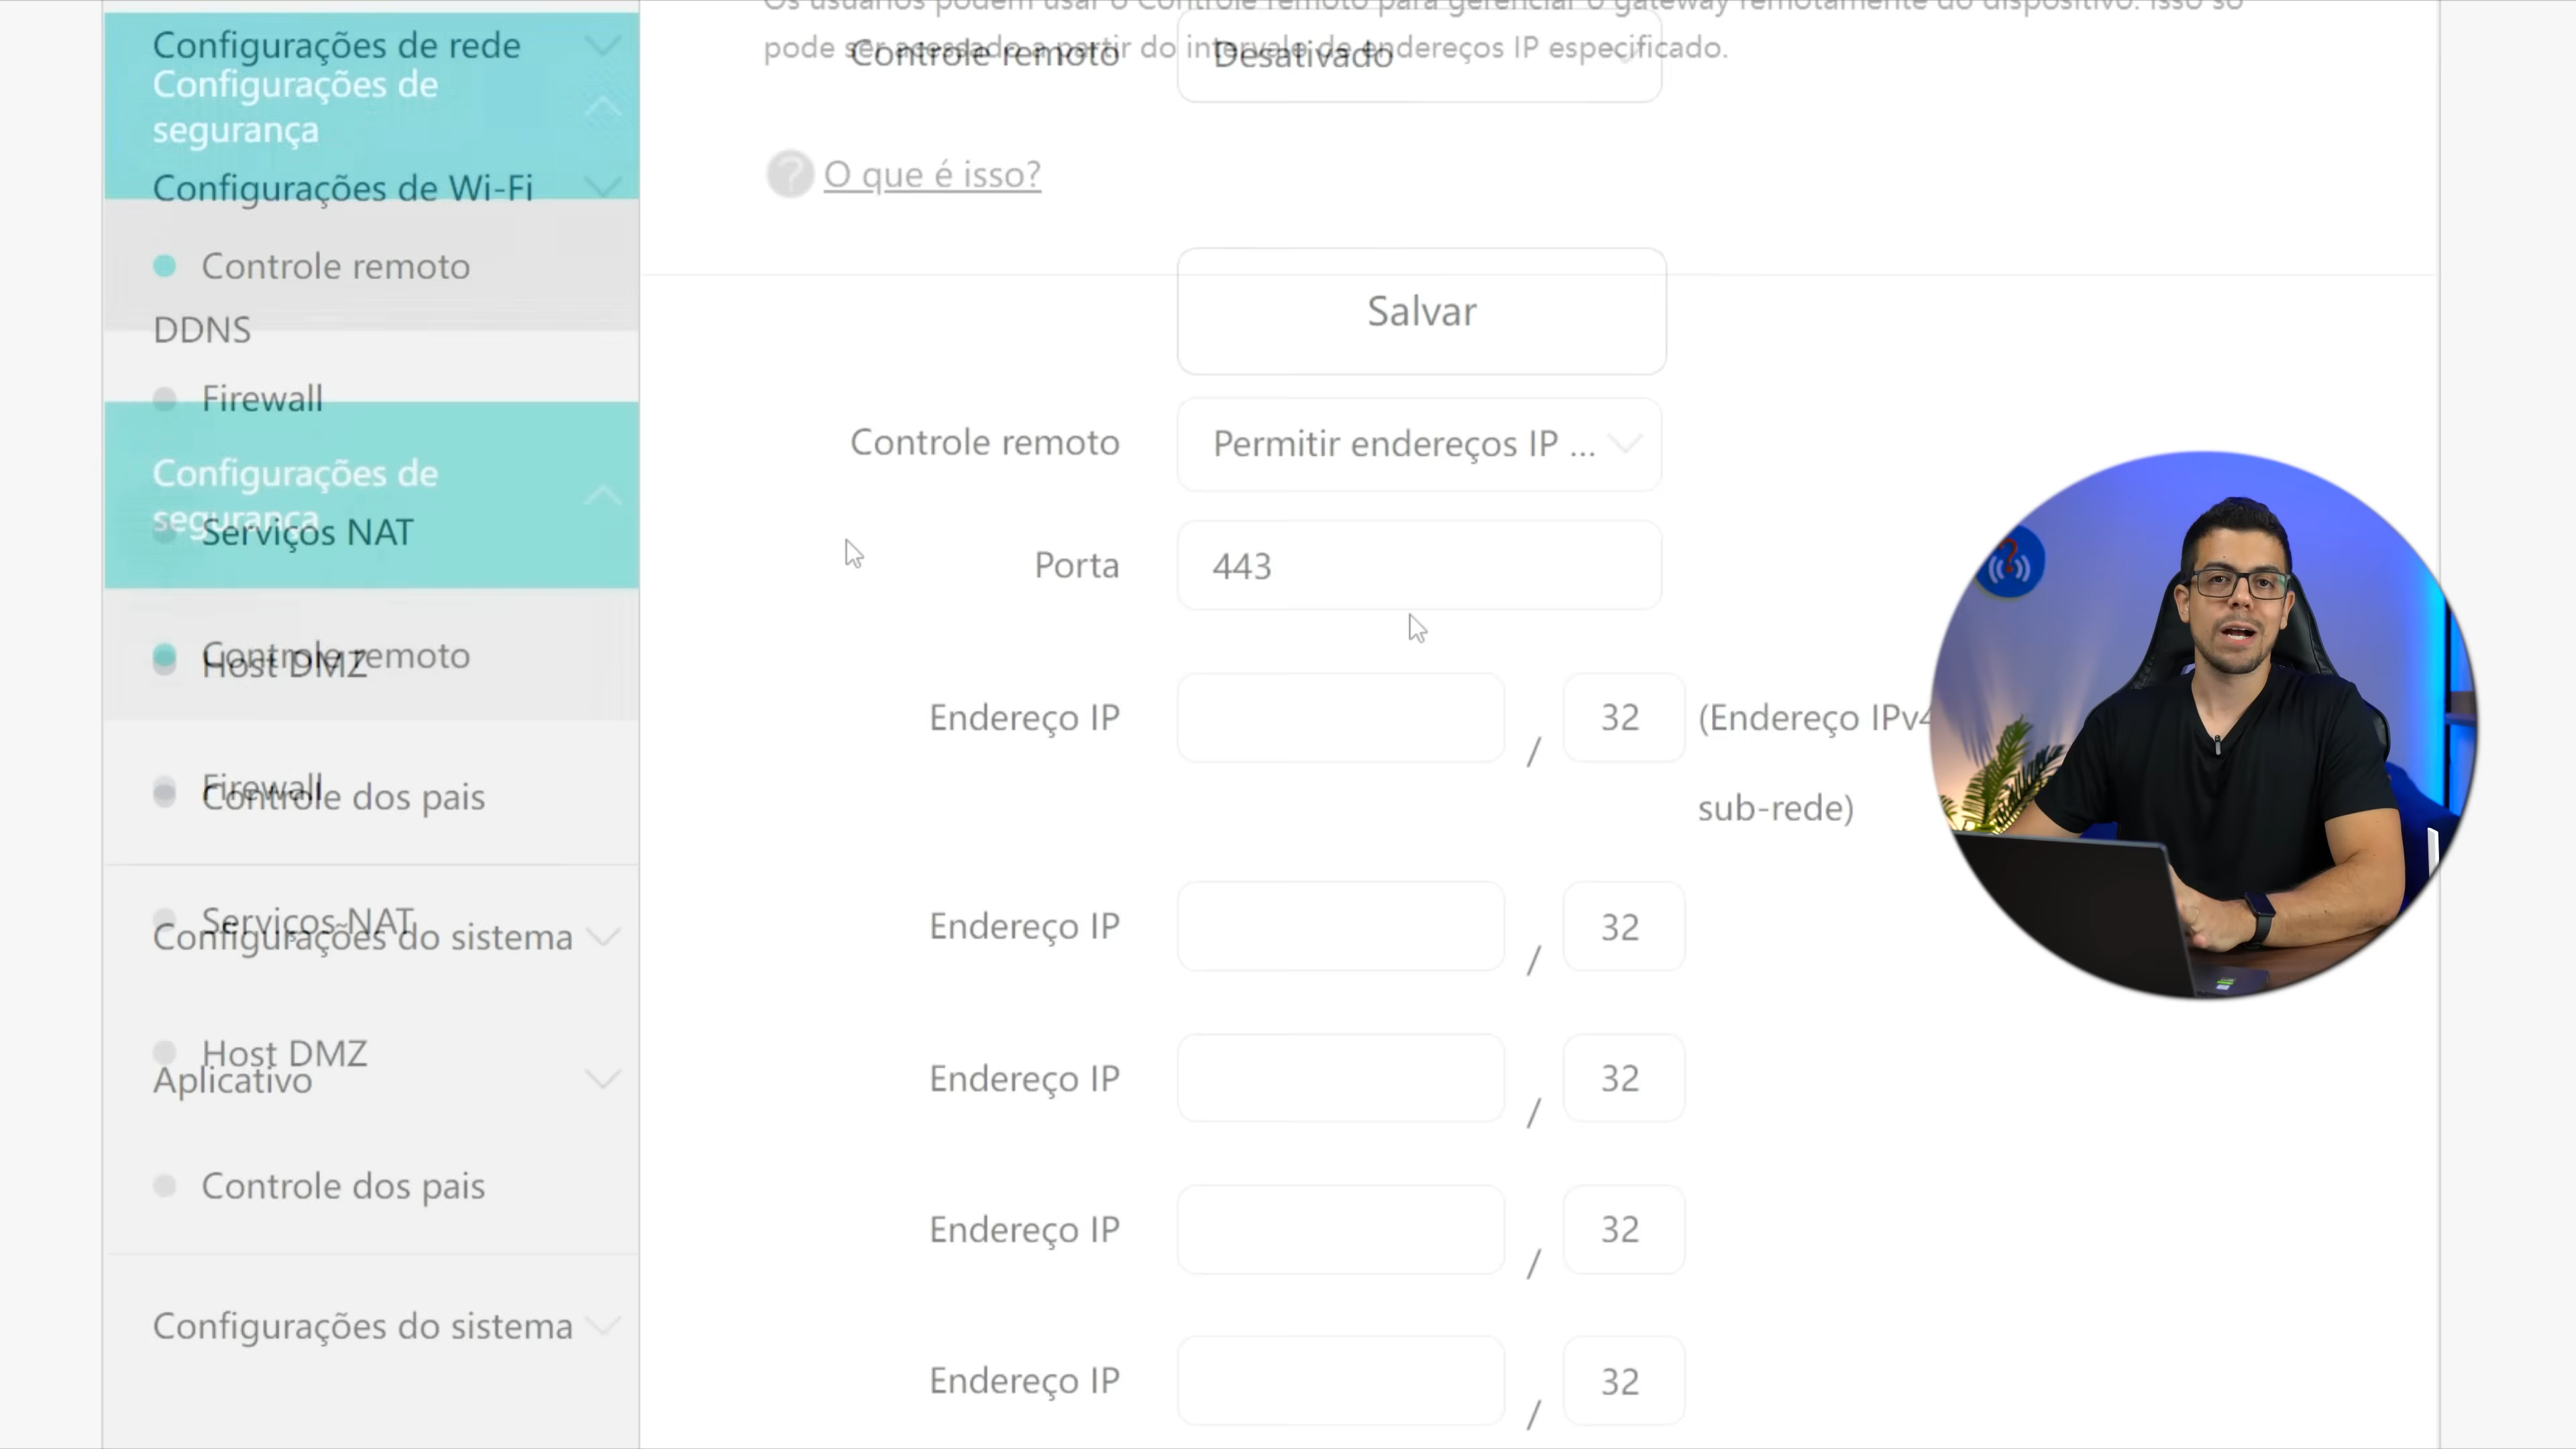 Os usuários podem usar o Controle remoto para gerenciar o gateway remotamente do dispositivo. Isso só
pode ser acessado a partir do intervalo de endereços IP especificado.
Controle remoto
Desativado
O que é isso?
Salvar
Controle remoto
Permitir endereços IP ...
Porta
443
Endereço IP
/
32
(Endereço IPv4
sub-rede)
Endereço IP
/
32
Endereço IP
/
32
Endereço IP
/
32
Endereço IP
/
32
Configurações de rede
Configurações de
segurança
Configurações de Wi-Fi
Controle remoto
DDNS
Firewall
Configurações de
segurança
Serviços NAT
Controle remoto
Host DMZ
Firewall
Controle dos pais
Serviços NAT
Configurações do sistema
Host DMZ
Aplicativo
Controle dos pais
Configurações do sistema